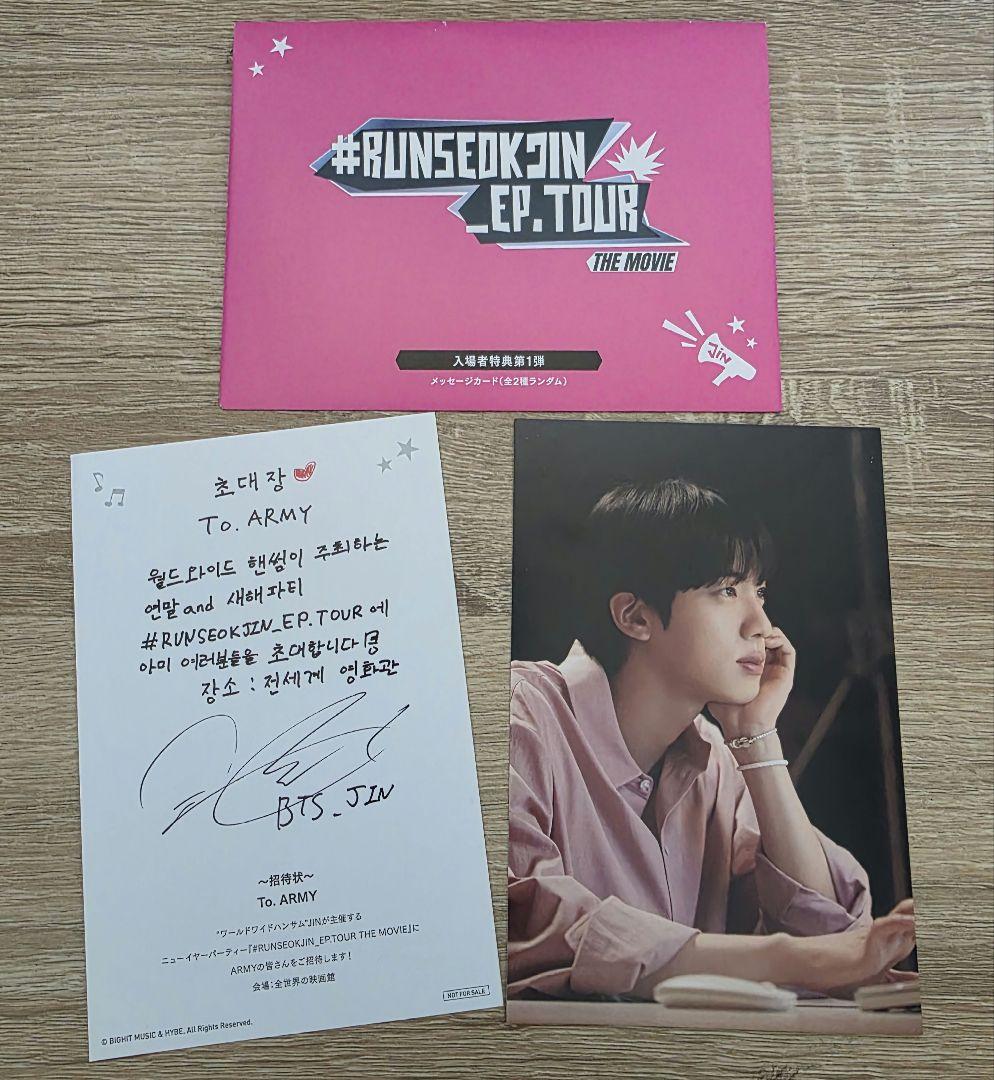 #RUNSEOKJIN
_EP.TOUR
THE MOVIE
入場者特典第1弾
メッセージカード(全2種ランダム)
JIN
초대장
To. ARMY
월드와이드 핸썸이 주최하는
연말and 새해파티
#RUNSEOKJIN_EP.TOUR에
아미 여러분들을 초대합니다
장소 : 전세계 영화관
BTS_JIN
〜招待状〜
To. ARMY
"ワールドワイドハンサム"JINが主催する
ニューイヤーパーティー『#RUNSEOKJIN_EP.TOUR THE MOVIE』に
ARMYの皆さんをご招待します!
会場:全世界の映画館
NOT FOR SALE
© BIGHIT MUSIC & HYBE. All Rights Reserved.